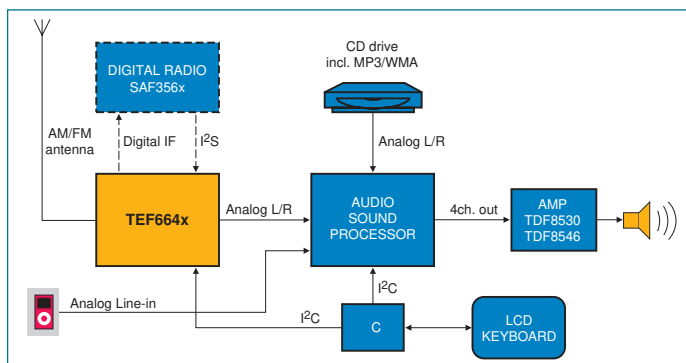 CD drive
incl. MP3/WMA
DIGITAL RADIO
SAF356x
AM/FM
antenna
Digital IF
I²S
Analog L/R
TEF664x
Analog L/R
AUDIO
SOUND
PROCESSOR
4ch. out
AMP
TDF8530
TDF8546
Analog Line-in
I²C
I²C
C
LCD
KEYBOARD